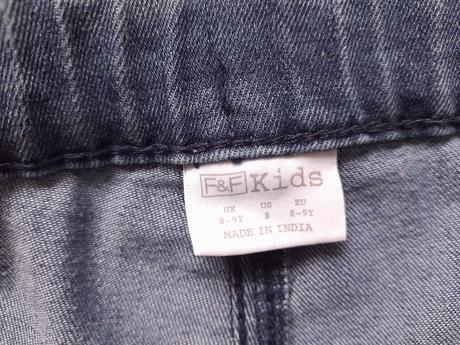 F&F Kids
UK US EU
8-9Y 8 8-9Y
MADE IN INDIA